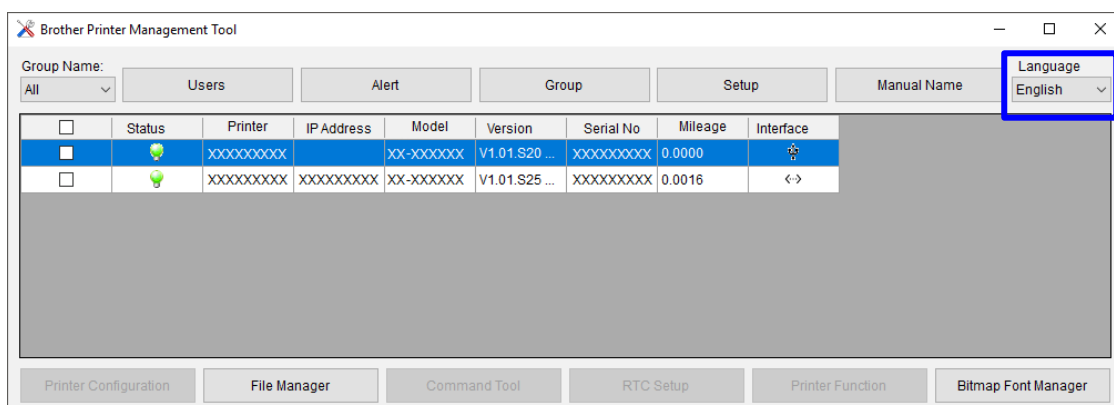 Brother Printer Management Tool
Group Name:
All
Users
Alert
Group
Setup
Manual Name
Language
English
Status Printer IP Address Model Version Serial No Mileage Interface
XXXXXXXXX XX-XXXXXX V1.01.S20 ... XXXXXXXXX 0.0000
XXXXXXXXX XXXXXXXXX XX-XXXXXX V1.01.S25 ... XXXXXXXXX 0.0016
Printer Configuration
File Manager
Command Tool
RTC Setup
Printer Function
Bitmap Font Manager